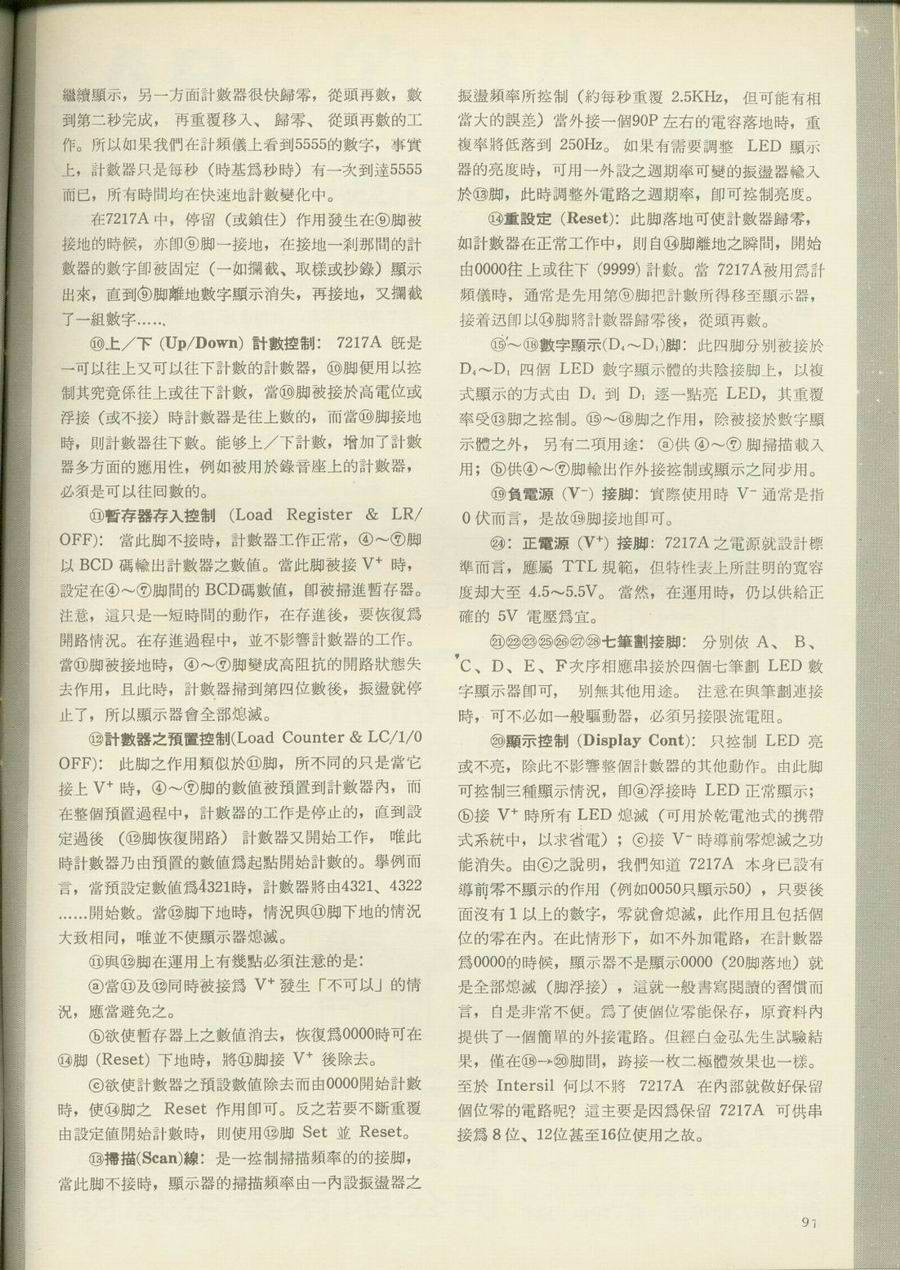 繼續顯示，另一方面計數器很快歸零，從頭再數，數
到第二秒完成， 再重覆移入、 歸零、 從頭再數的工
作。所以如果我們在計頻儀上看到5555的數字，事實
上，計數器只是每秒（時基爲秒時）有一次到達5555
而已，所有時間均在快速地計數變化中。
在7217A 中，停留（或鎖住）作用發生在⑨脚被
接地的時候，亦卽⑨脚一接地，在接地一刹那間的計
數器的數字卽被固定（一如攔截、取樣或抄錄）顯示
出來，直到⑨脚離地數字顯示消失，再接地，又攔截
了一組數字.....、
⑩上／下 (Up/Down) 計數控制： 7217A 旣是
一可以往上又可以往下計數的計數器，⑩脚便用以控
制其究竟係往上或往下計數，當⑩脚被接於高電位或
浮接（或不接）時計數器是往上數的，而當⑩脚接地
時，則計數器往下數。能够上／下計數，增加了計數
器多方面的應用性，例如被用於錄音座上的計數器，
必須是可以往回數的。
⑪暫存器存入控制 (Load Register & LR/
OFF)： 當此脚不接時，計數器工作正常，④～⑦脚
以 BCD 碼輸出計數器之數值。當此脚被接 V⁺ 時，
設定在④～⑦脚間的 BCD碼數值，卽被掃進暫存器。
注意，這只是一短時間的動作，在存進後，要恢復爲
開路情况。在存進過程中，並不影響計數器的工作。
當⑪脚被接地時，④～⑦脚變成高阻抗的開路狀態失
去作用，且此時，計數器掃到第四位數後，振盪就停
止了，所以顯示器會全部熄滅。
⑫計數器之預置控制(Load Counter & LC/1/0
OFF)： 此脚之作用類似於⑪脚，所不同的只是當它
接上 V⁺ 時，④～⑦脚的數值被預置到計數器內，而
在整個預置過程中，計數器的工作是停止的，直到設
定過後 （⑫脚恢復開路） 計數器又開始工作， 唯此
時計數器乃由預置的數值爲起點開始計數的。舉例而
言，當預設定數值爲4321時，計數器將由4321、4322
……開始數。當⑫脚下地時，情況與⑪脚下地的情況
大致相同，唯並不使顯示器熄滅。
⑪與⑫脚在運用上有幾點必須注意的是：
ⓐ當⑪及⑫同時被接爲 V⁺ 發生「不可以」的情
況，應當避免之。
ⓑ欲使暫存器上之數值消去，恢復爲0000時可在
⑭脚 (Reset) 下地時，將⑪脚接 V⁺ 後除去。
ⓒ欲使計數器之預設數値除去而由0000開始計數
時，使⑭脚之 Reset 作用卽可。反之若要不斷重覆
由設定値開始計數時，則使用⑫脚 Set 並 Reset。
⑬掃描(Scan)線：是一控制掃描頻率的的接脚，
當此脚不接時，顯示器的掃描頻率由一內設振盪器之
振盪頻率所控制（約每秒重覆 2.5KHz， 但可能有相
當大的誤差）當外接一個90P 左右的電容落地時，重
複率將低落到 250Hz。 如果有需要調整 LED 顯示
器的亮度時，可用一外設之週期率可變的振盪器輸入
於⑬脚，此時調整外電路之週期率，卽可控制亮度。
⑭重設定 (Reset)：此脚落地可使計數器歸零，
如計數器在正常工作中，則自⑭脚離地之瞬間，開始
由0000往上或往下 (9999) 計數。當 7217A被用爲計
頻儀時，通常是先用第⑨脚把計數所得移至顯示器，
接着迅卽以⑭脚將計數器歸零後，從頭再數。
⑮～⑱數字顯示(D₄～D₁)脚：此四脚分別被接於
D₄～D₁ 四個 LED 數字顯示體的共陰接脚上，以複
式顯示的方式由 D₄ 到 D₁ 逐一點亮 LED，其重覆
率受⑬脚之控制。⑮～⑱脚之作用，除被接於數字顯
示體之外， 另有二項用途： ⓐ供 ④～⑦ 脚掃描載入
用；ⓑ供④～⑦脚輸出作外接控制或顯示之同步用。
⑲負電源 (V⁻) 接脚：實際使用時 V⁻ 通常是指
0 伏而言，是故⑲脚接地卽可。
㉔：正電源 (V⁺) 接脚：7217A 之電源就設計標
準而言，應屬 TTL 規範，但特性表上所註明的寬容
度却大至 4.5～5.5V。 當然，在運用時，仍以供給正
確的 5V 電壓爲宜。
㉑㉒㉓㉕㉖㉗㉘七筆劃接脚： 分別依 A、 B、
C、D、E、F次序相應串接於四個七筆劃 LED 數
字顯示器卽可， 別無其他用途。 注意在與筆劃連接
時，可不必如一般驅動器，必須另接限流電阻。
⑳顯示控制 (Display Cont)： 只控制 LED 亮
或不亮，除此不影響整個計數器的其他動作。由此脚
可控制三種顯示情況，卽ⓐ浮接時 LED 正常顯示；
ⓑ接 V⁺ 時所有 LED 熄滅（可用於乾電池式的携帶
式系統中，以求省電）；ⓒ接 V⁻ 時導前零熄滅之功
能消失。由ⓒ之說明，我們知道 7217A 本身已設有
導前零不顯示的作用（例如0050只顯示50），只要後
面沒有 1 以上的數字，零就會熄滅，此作用且包括個
位的零在內。在此情形下，如不外加電路，在計數器
爲0000的時候，顯示器不是顯示0000（20脚落地）就
是全部熄滅（脚浮接），這就一般書寫閱讀的習慣而
言，自是非常不便。爲了使個位零能保存，原資料內
提供了一個簡單的外接電路。但經白金弘先生試驗結
果，僅在⑱→⑳脚間，跨接一枚二極體效果也一樣。
至於 Intersil 何以不將 7217A 在內部就做好保留
個位零的電路呢？這主要是因爲保留 7217A 可供串
接爲 8 位、12位甚至16位使用之故。
97